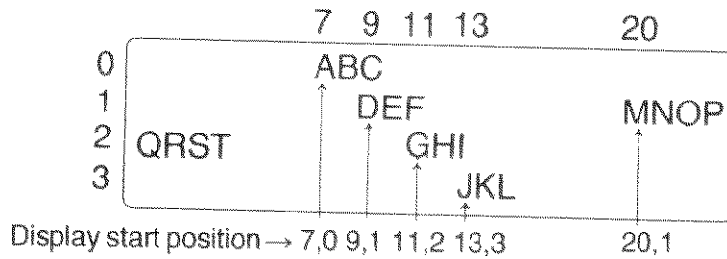 7 9 11 13 20
0 ABC
1 DEF MNOP
2 QRST GHI
3 JKL
Display start position → 7,0 9,1 11,2 13,3 20,1